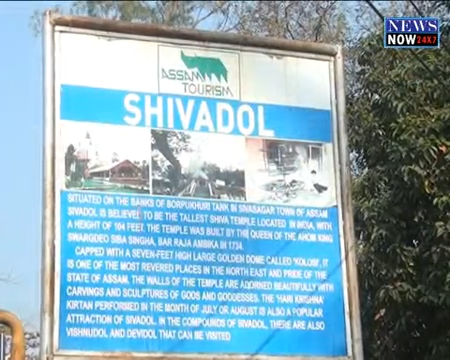 NEWS
NOW 24X7
ASSAM
TOURISM
SHIVADOL
SITUATED ON THE BANKS OF BORPUKHURI TANK IN SIVASAGAR TOWN OF ASSAM
SIVADOL IS BELIEVED TO BE THE TALLEST SHIVA TEMPLE LOCATED IN INDIA, WITH
A HEIGHT OF 104 FEET. THE TEMPLE WAS BUILT BY THE QUEEN OF THE AHOM KING
SWARGDEO SIBA SINGHA, BAR RAJA AMBIKA IN 1734.
CAPPED WITH A SEVEN-FEET HIGH LARGE GOLDEN DOME CALLED 'KOLOSI', IT
IS ONE OF THE MOST REVERED PLACES IN THE NORTH EAST AND PRIDE OF THE
STATE OF ASSAM. THE WALLS OF THE TEMPLE ARE ADORNED BEAUTIFULLY WITH
CARVINGS AND SCULPTURES OF GODS AND GODDESSES. THE 'HARI KIRSHNA'
KIRTAN PERFORMED IN THE MONTH OF JULY OR AUGUST IS ALSO A POPULAR
ATTRACTION OF SIVADOL. IN THE COMPOUNDS OF SIVADOL, THERE ARE ALSO
VISHNUDOL AND DEVIDOL THAT CAN BE VISITED